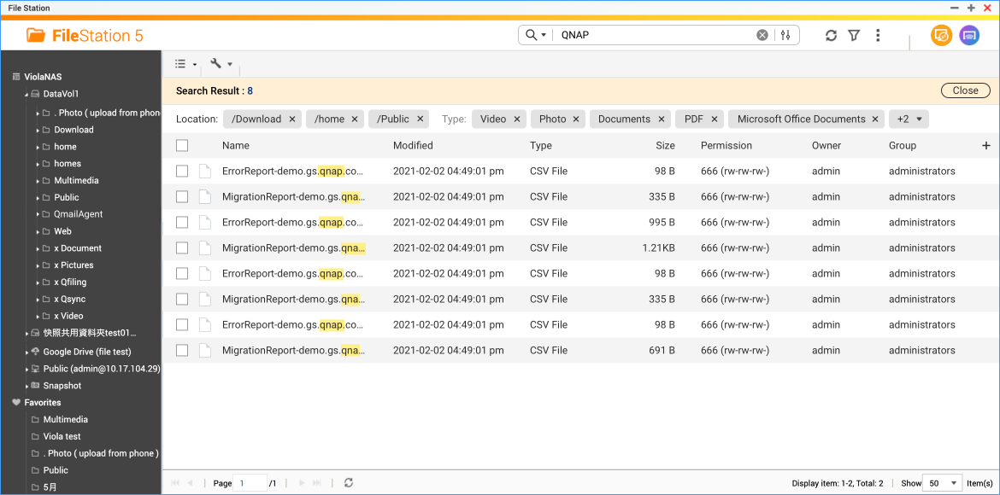 File Station
FileStation 5
QNAP
ViolaNAS
DataVol1
. Photo ( upload from phon
Download
home
homes
Multimedia
Public
QmailAgent
Web
x Document
x Pictures
x Qfiling
x Qsync
x Video
快照共用資料夾test01...
Google Drive (file test)
Public (admin@10.17.104.29)
Snapshot
Favorites
Multimedia
Viola test
. Photo ( upload from phone )
Public
5月
Search Result : 8 Close
Location: /Download × /home × /Public × Type: Video × Photo × Documents × PDF × Microsoft Office Documents × +2
Name Modified Type Size Permission Owner Group +
ErrorReport-demo.gs.qnap.co... 2021-02-02 04:49:01 pm CSV File 98 B 666 (rw-rw-rw-) admin administrators
MigrationReport-demo.gs.qna... 2021-02-02 04:49:01 pm CSV File 335 B 666 (rw-rw-rw-) admin administrators
ErrorReport-demo.gs.qnap.co... 2021-02-02 04:49:01 pm CSV File 995 B 666 (rw-rw-rw-) admin administrators
MigrationReport-demo.gs.qna... 2021-02-02 04:49:01 pm CSV File 1.21KB 666 (rw-rw-rw-) admin administrators
ErrorReport-demo.gs.qnap.co... 2021-02-02 04:49:01 pm CSV File 98 B 666 (rw-rw-rw-) admin administrators
MigrationReport-demo.gs.qna... 2021-02-02 04:49:01 pm CSV File 335 B 666 (rw-rw-rw-) admin administrators
ErrorReport-demo.gs.qnap.co... 2021-02-02 04:49:01 pm CSV File 98 B 666 (rw-rw-rw-) admin administrators
MigrationReport-demo.gs.qna... 2021-02-02 04:49:01 pm CSV File 691 B 666 (rw-rw-rw-) admin administrators
Page 1 /1 Display item: 1-2, Total: 2 Show 50 Item(s)